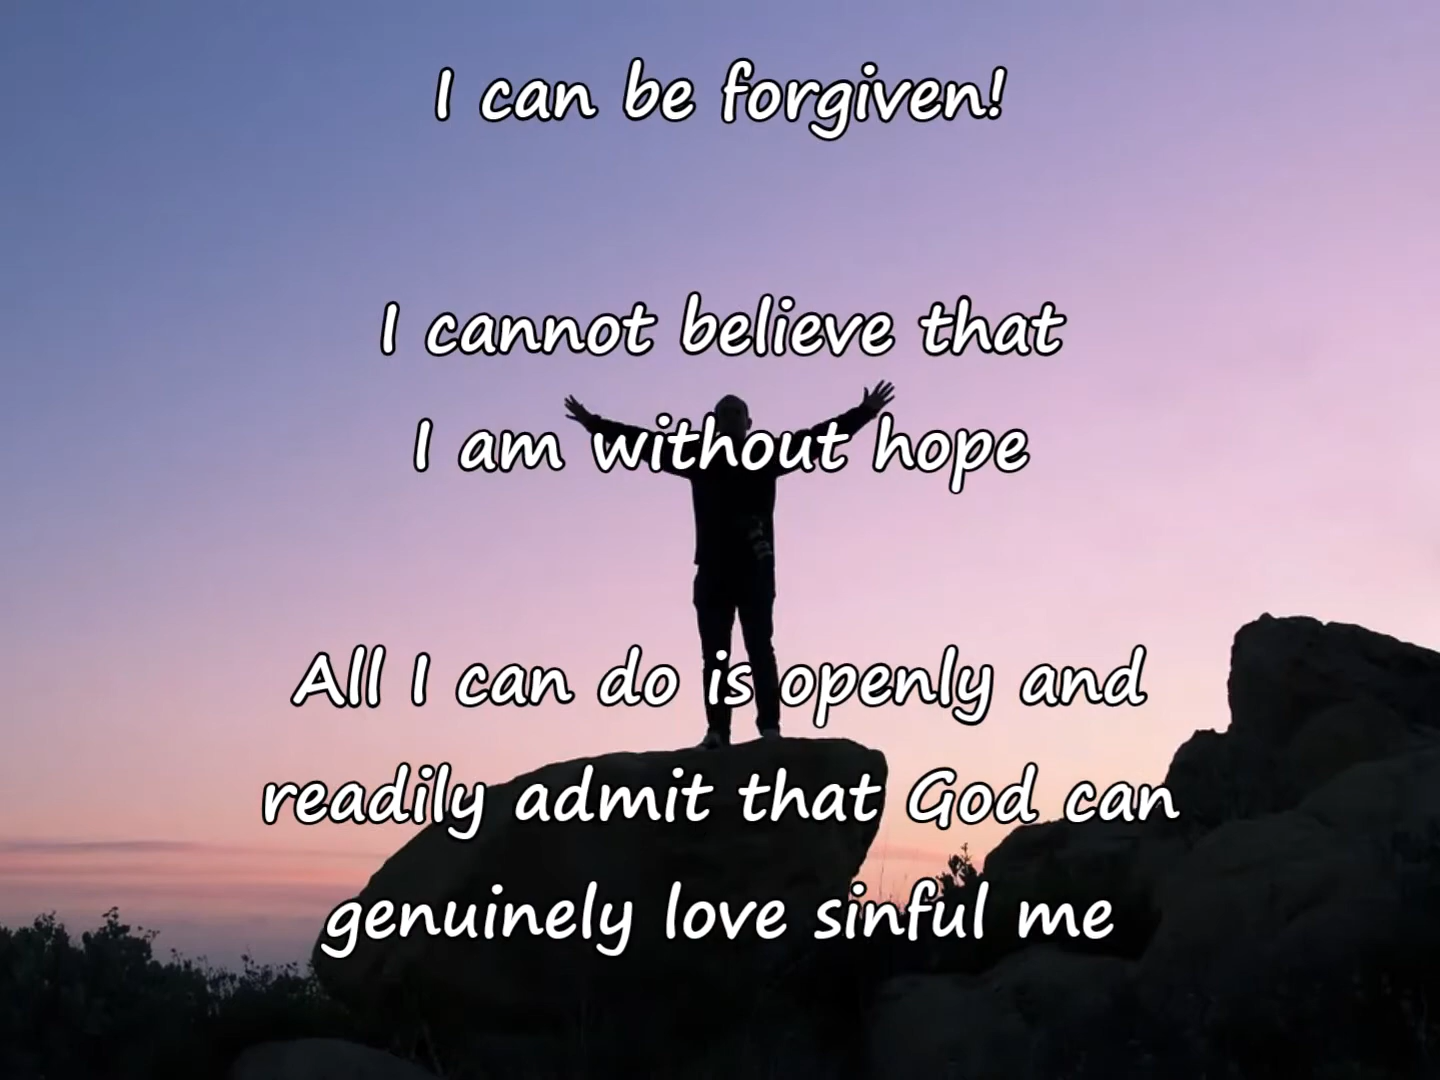 I can be forgiven!
I cannot believe that
I am without hope
All I can do is openly and
readily admit that God can
genuinely love sinful me